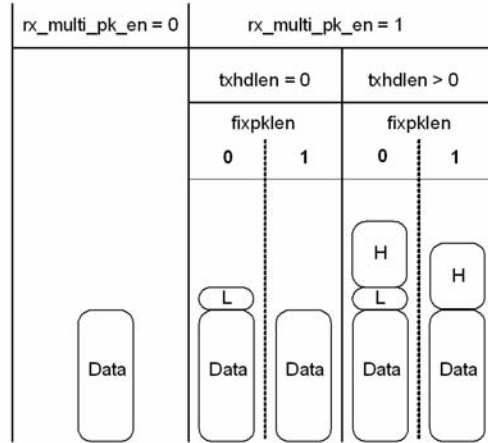 rx_multi_pk_en = 0 rx_multi_pk_en = 1
txhdlen = 0 txhdlen > 0
fixpklen fixpklen
0 1 0 1
H H
L L
Data Data Data Data Data